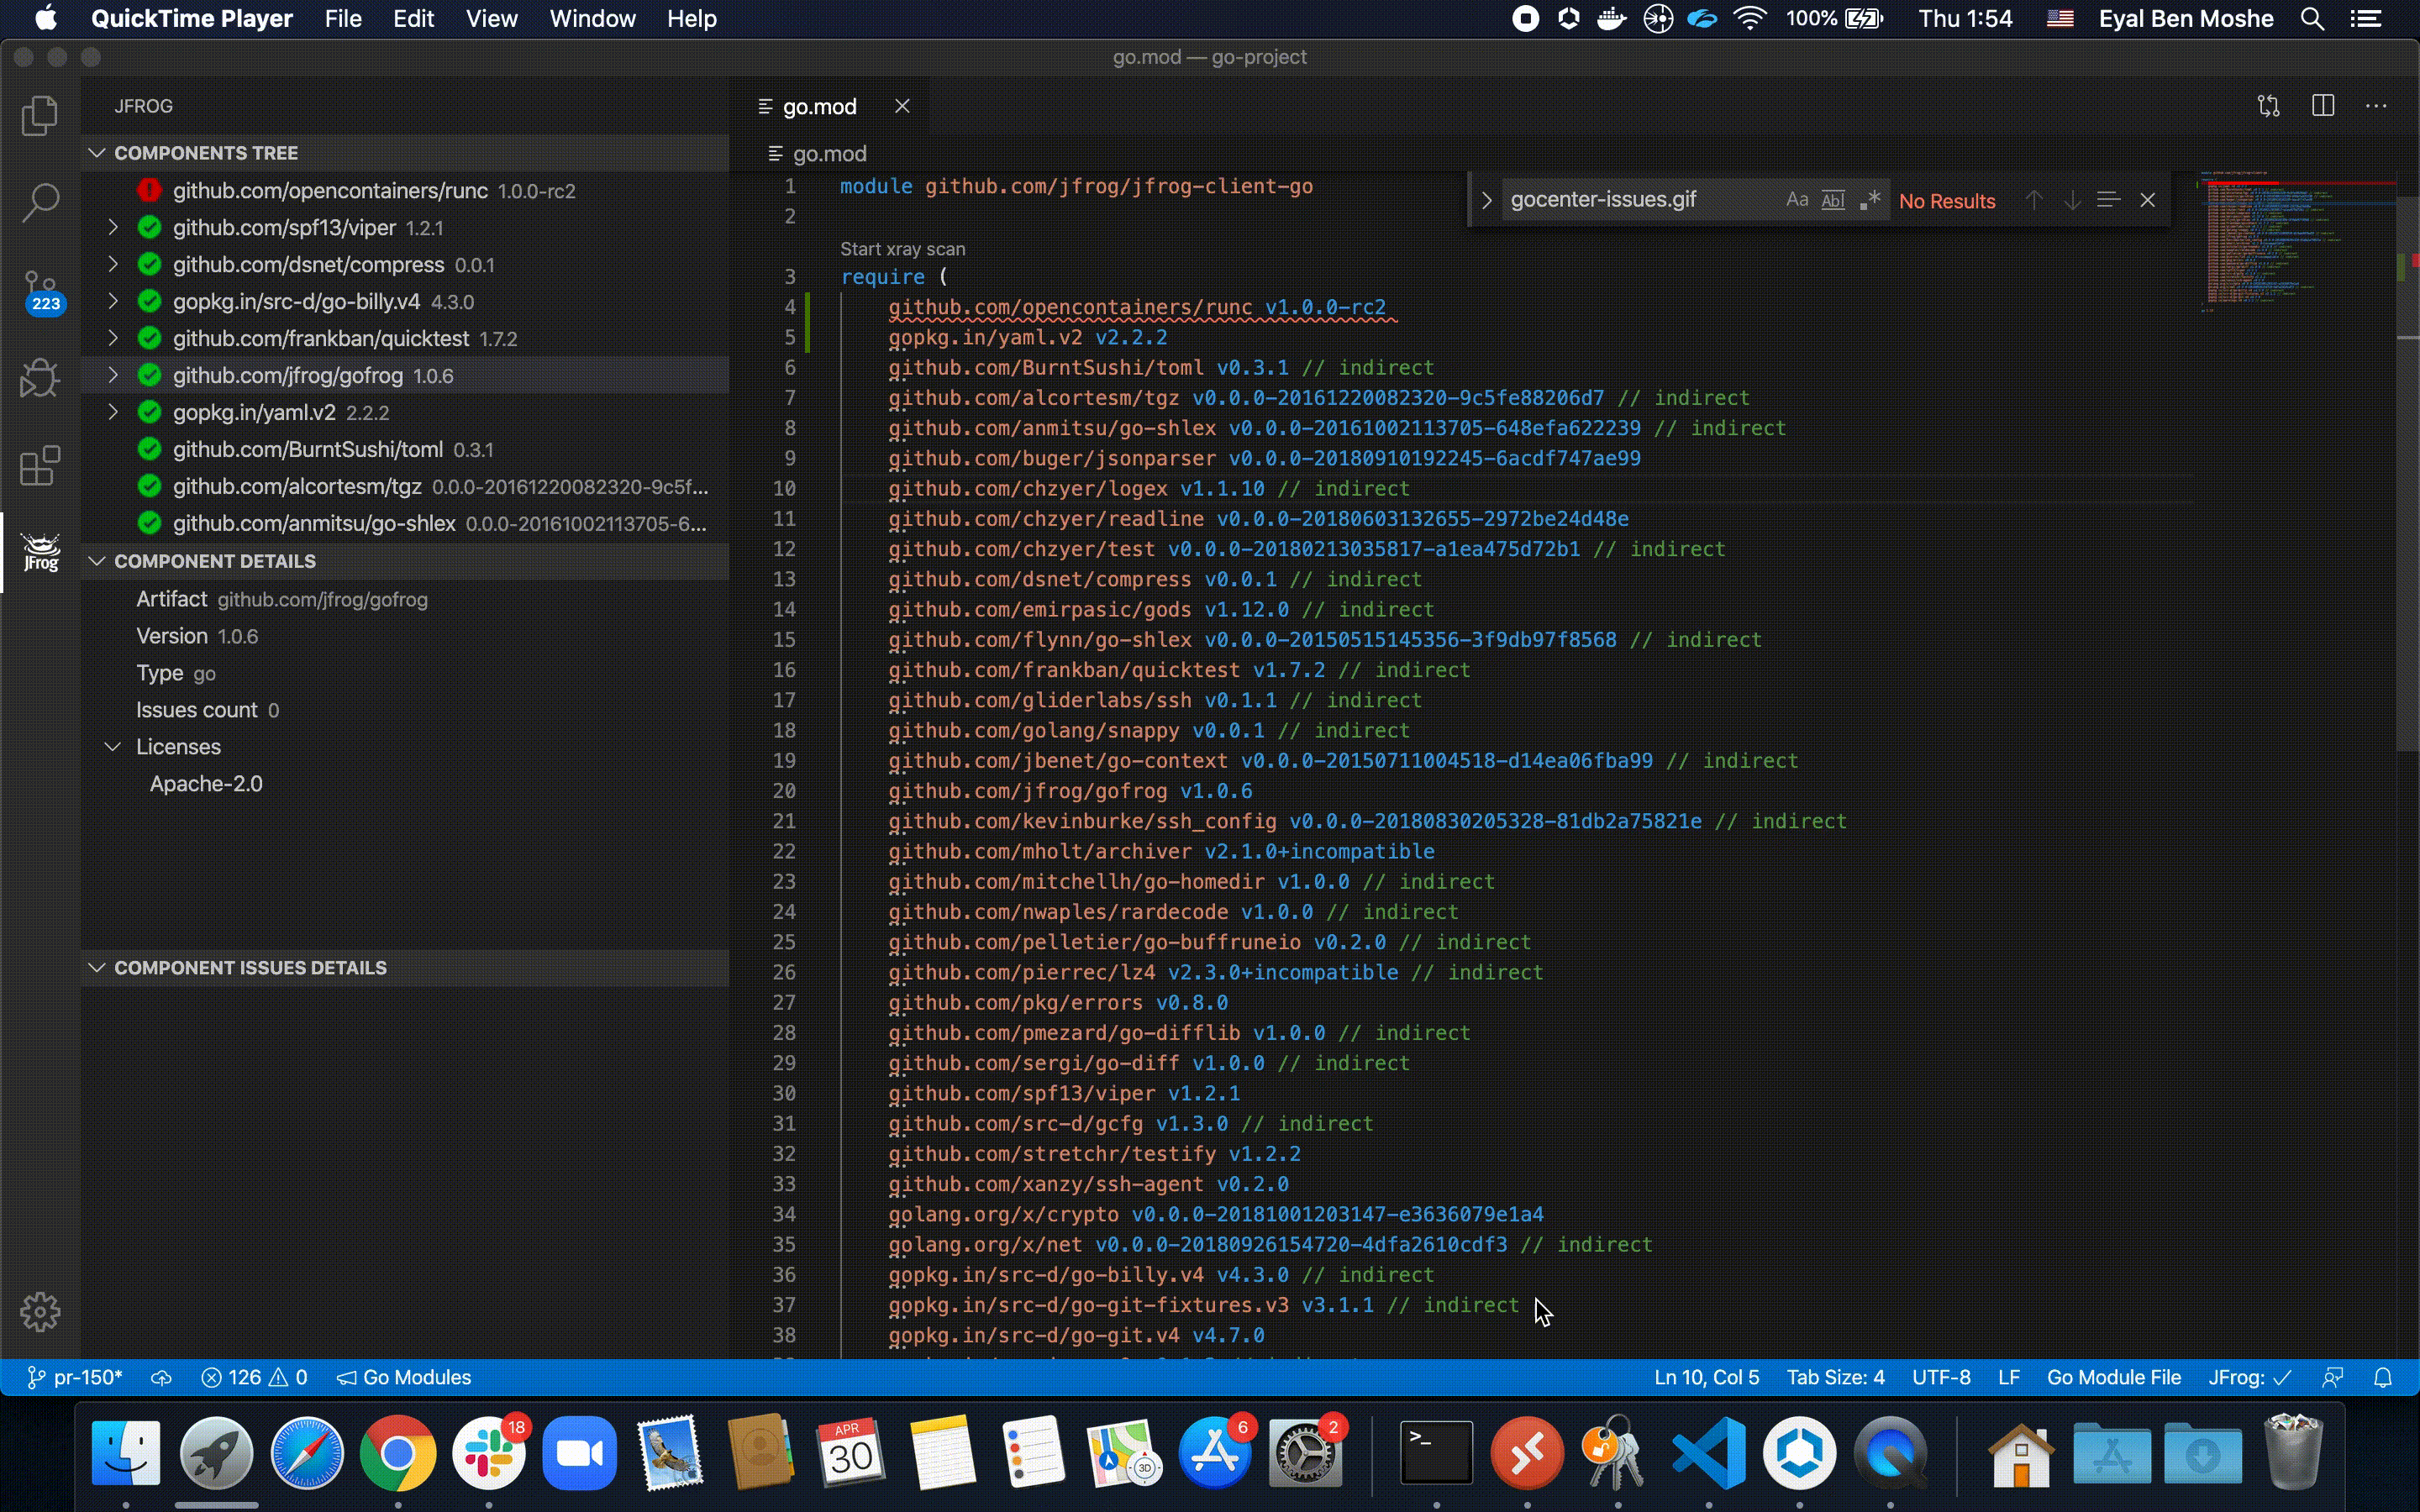 QuickTime Player File Edit View Window Help 100% Thu 1:54 Eyal Ben Moshe
go.mod — go-project
JFROG
COMPONENTS TREE
github.com/opencontainers/runc 1.0.0-rc2
github.com/spf13/viper 1.2.1
github.com/dsnet/compress 0.0.1
gopkg.in/src-d/go-billy.v4 4.3.0
github.com/frankban/quicktest 1.7.2
github.com/jfrog/gofrog 1.0.6
gopkg.in/yaml.v2 2.2.2
github.com/BurntSushi/toml 0.3.1
github.com/alcortesm/tgz 0.0.0-20161220082320-9c5f...
github.com/anmitsu/go-shlex 0.0.0-20161002113705-6...
COMPONENT DETAILS
Artifact github.com/jfrog/gofrog
Version 1.0.6
Type go
Issues count 0
Licenses
Apache-2.0
COMPONENT ISSUES DETAILS
223
JFrog
go.mod
go.mod
gocenter-issues.gif Aa Abl .* No Results
1 module github.com/jfrog/jfrog-client-go
2
Start xray scan
3 require (
4 github.com/opencontainers/runc v1.0.0-rc2
5 gopkg.in/yaml.v2 v2.2.2
6 github.com/BurntSushi/toml v0.3.1 // indirect
7 github.com/alcortesm/tgz v0.0.0-20161220082320-9c5fe88206d7 // indirect
8 github.com/anmitsu/go-shlex v0.0.0-20161002113705-648efa622239 // indirect
9 github.com/buger/jsonparser v0.0.0-20180910192245-6acdf747ae99
10 github.com/chzyer/logex v1.1.10 // indirect
11 github.com/chzyer/readline v0.0.0-20180603132655-2972be24d48e
12 github.com/chzyer/test v0.0.0-20180213035817-a1ea475d72b1 // indirect
13 github.com/dsnet/compress v0.0.1 // indirect
14 github.com/emirpasic/gods v1.12.0 // indirect
15 github.com/flynn/go-shlex v0.0.0-20150515145356-3f9db97f8568 // indirect
16 github.com/frankban/quicktest v1.7.2 // indirect
17 github.com/gliderlabs/ssh v0.1.1 // indirect
18 github.com/golang/snappy v0.0.1 // indirect
19 github.com/jbenet/go-context v0.0.0-20150711004518-d14ea06fba99 // indirect
20 github.com/jfrog/gofrog v1.0.6
21 github.com/kevinburke/ssh_config v0.0.0-20180830205328-81db2a75821e // indirect
22 github.com/mholt/archiver v2.1.0+incompatible
23 github.com/mitchellh/go-homedir v1.0.0 // indirect
24 github.com/nwaples/rardecode v1.0.0 // indirect
25 github.com/pelletier/go-buffruneio v0.2.0 // indirect
26 github.com/pierrec/lz4 v2.3.0+incompatible // indirect
27 github.com/pkg/errors v0.8.0
28 github.com/pmezard/go-difflib v1.0.0 // indirect
29 github.com/sergi/go-diff v1.0.0 // indirect
30 github.com/spf13/viper v1.2.1
31 github.com/src-d/gcfg v1.3.0 // indirect
32 github.com/stretchr/testify v1.2.2
33 github.com/xanzy/ssh-agent v0.2.0
34 golang.org/x/crypto v0.0.0-20181001203147-e3636079e1a4
35 golang.org/x/net v0.0.0-20180926154720-4dfa2610cdf3 // indirect
36 gopkg.in/src-d/go-billy.v4 v4.3.0 // indirect
37 gopkg.in/src-d/go-git-fixtures.v3 v3.1.1 // indirect
38 gopkg.in/src-d/go-git.v4 v4.7.0
pr-150* 126 0 Go Modules Ln 10, Col 5 Tab Size: 4 UTF-8 LF Go Module File JFrog: ✓
18 APR 30 3D 6 2 >_